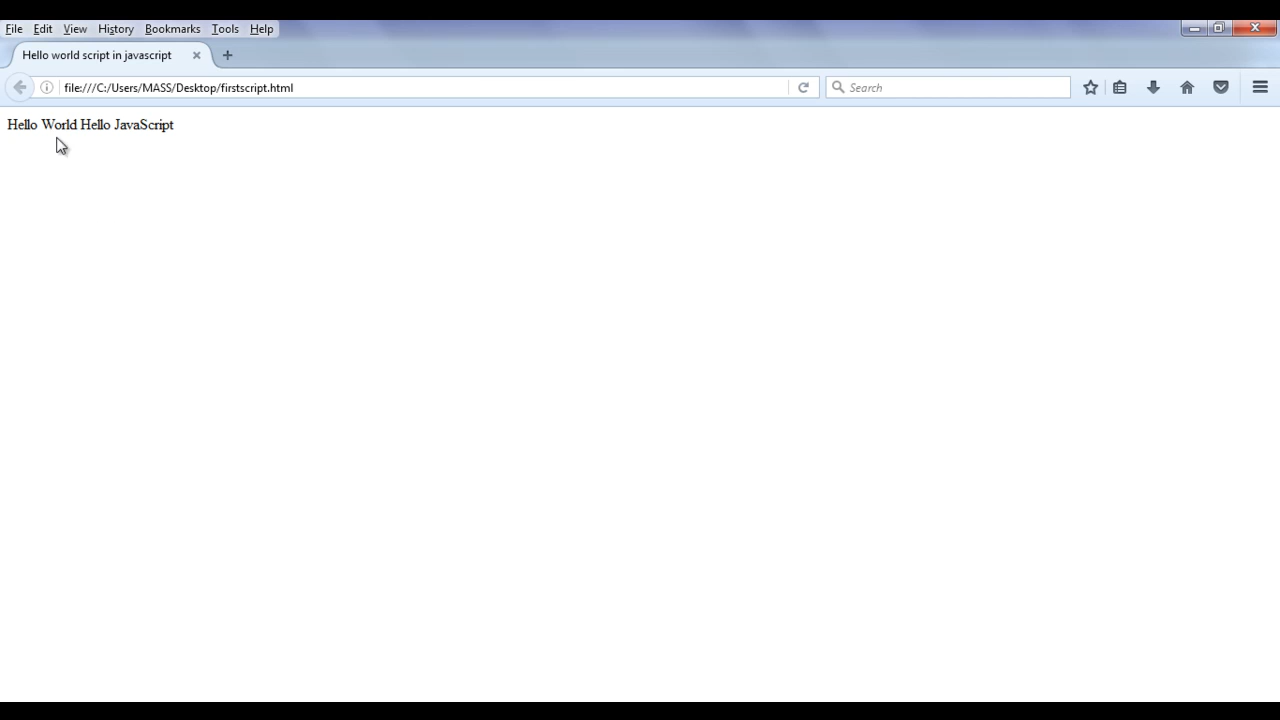 File Edit View History Bookmarks Tools Help
Hello world script in javascript
file:///C:/Users/MASS/Desktop/firstscript.html Search
Hello World Hello JavaScript